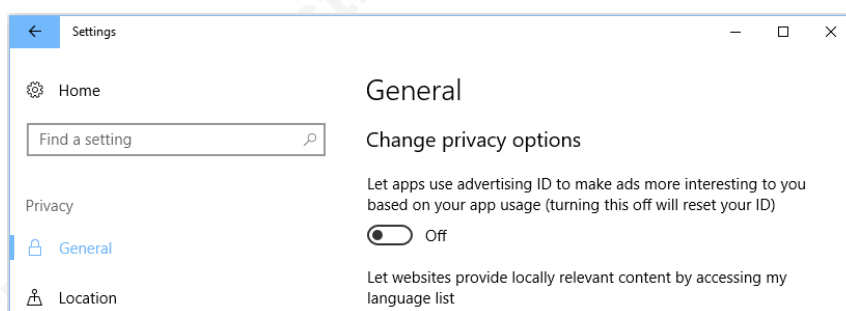 Settings
Home
Find a setting
Privacy
General
Location
General
Change privacy options
Let apps use advertising ID to make ads more interesting to you
based on your app usage (turning this off will reset your ID)
Off
Let websites provide locally relevant content by accessing my
language list